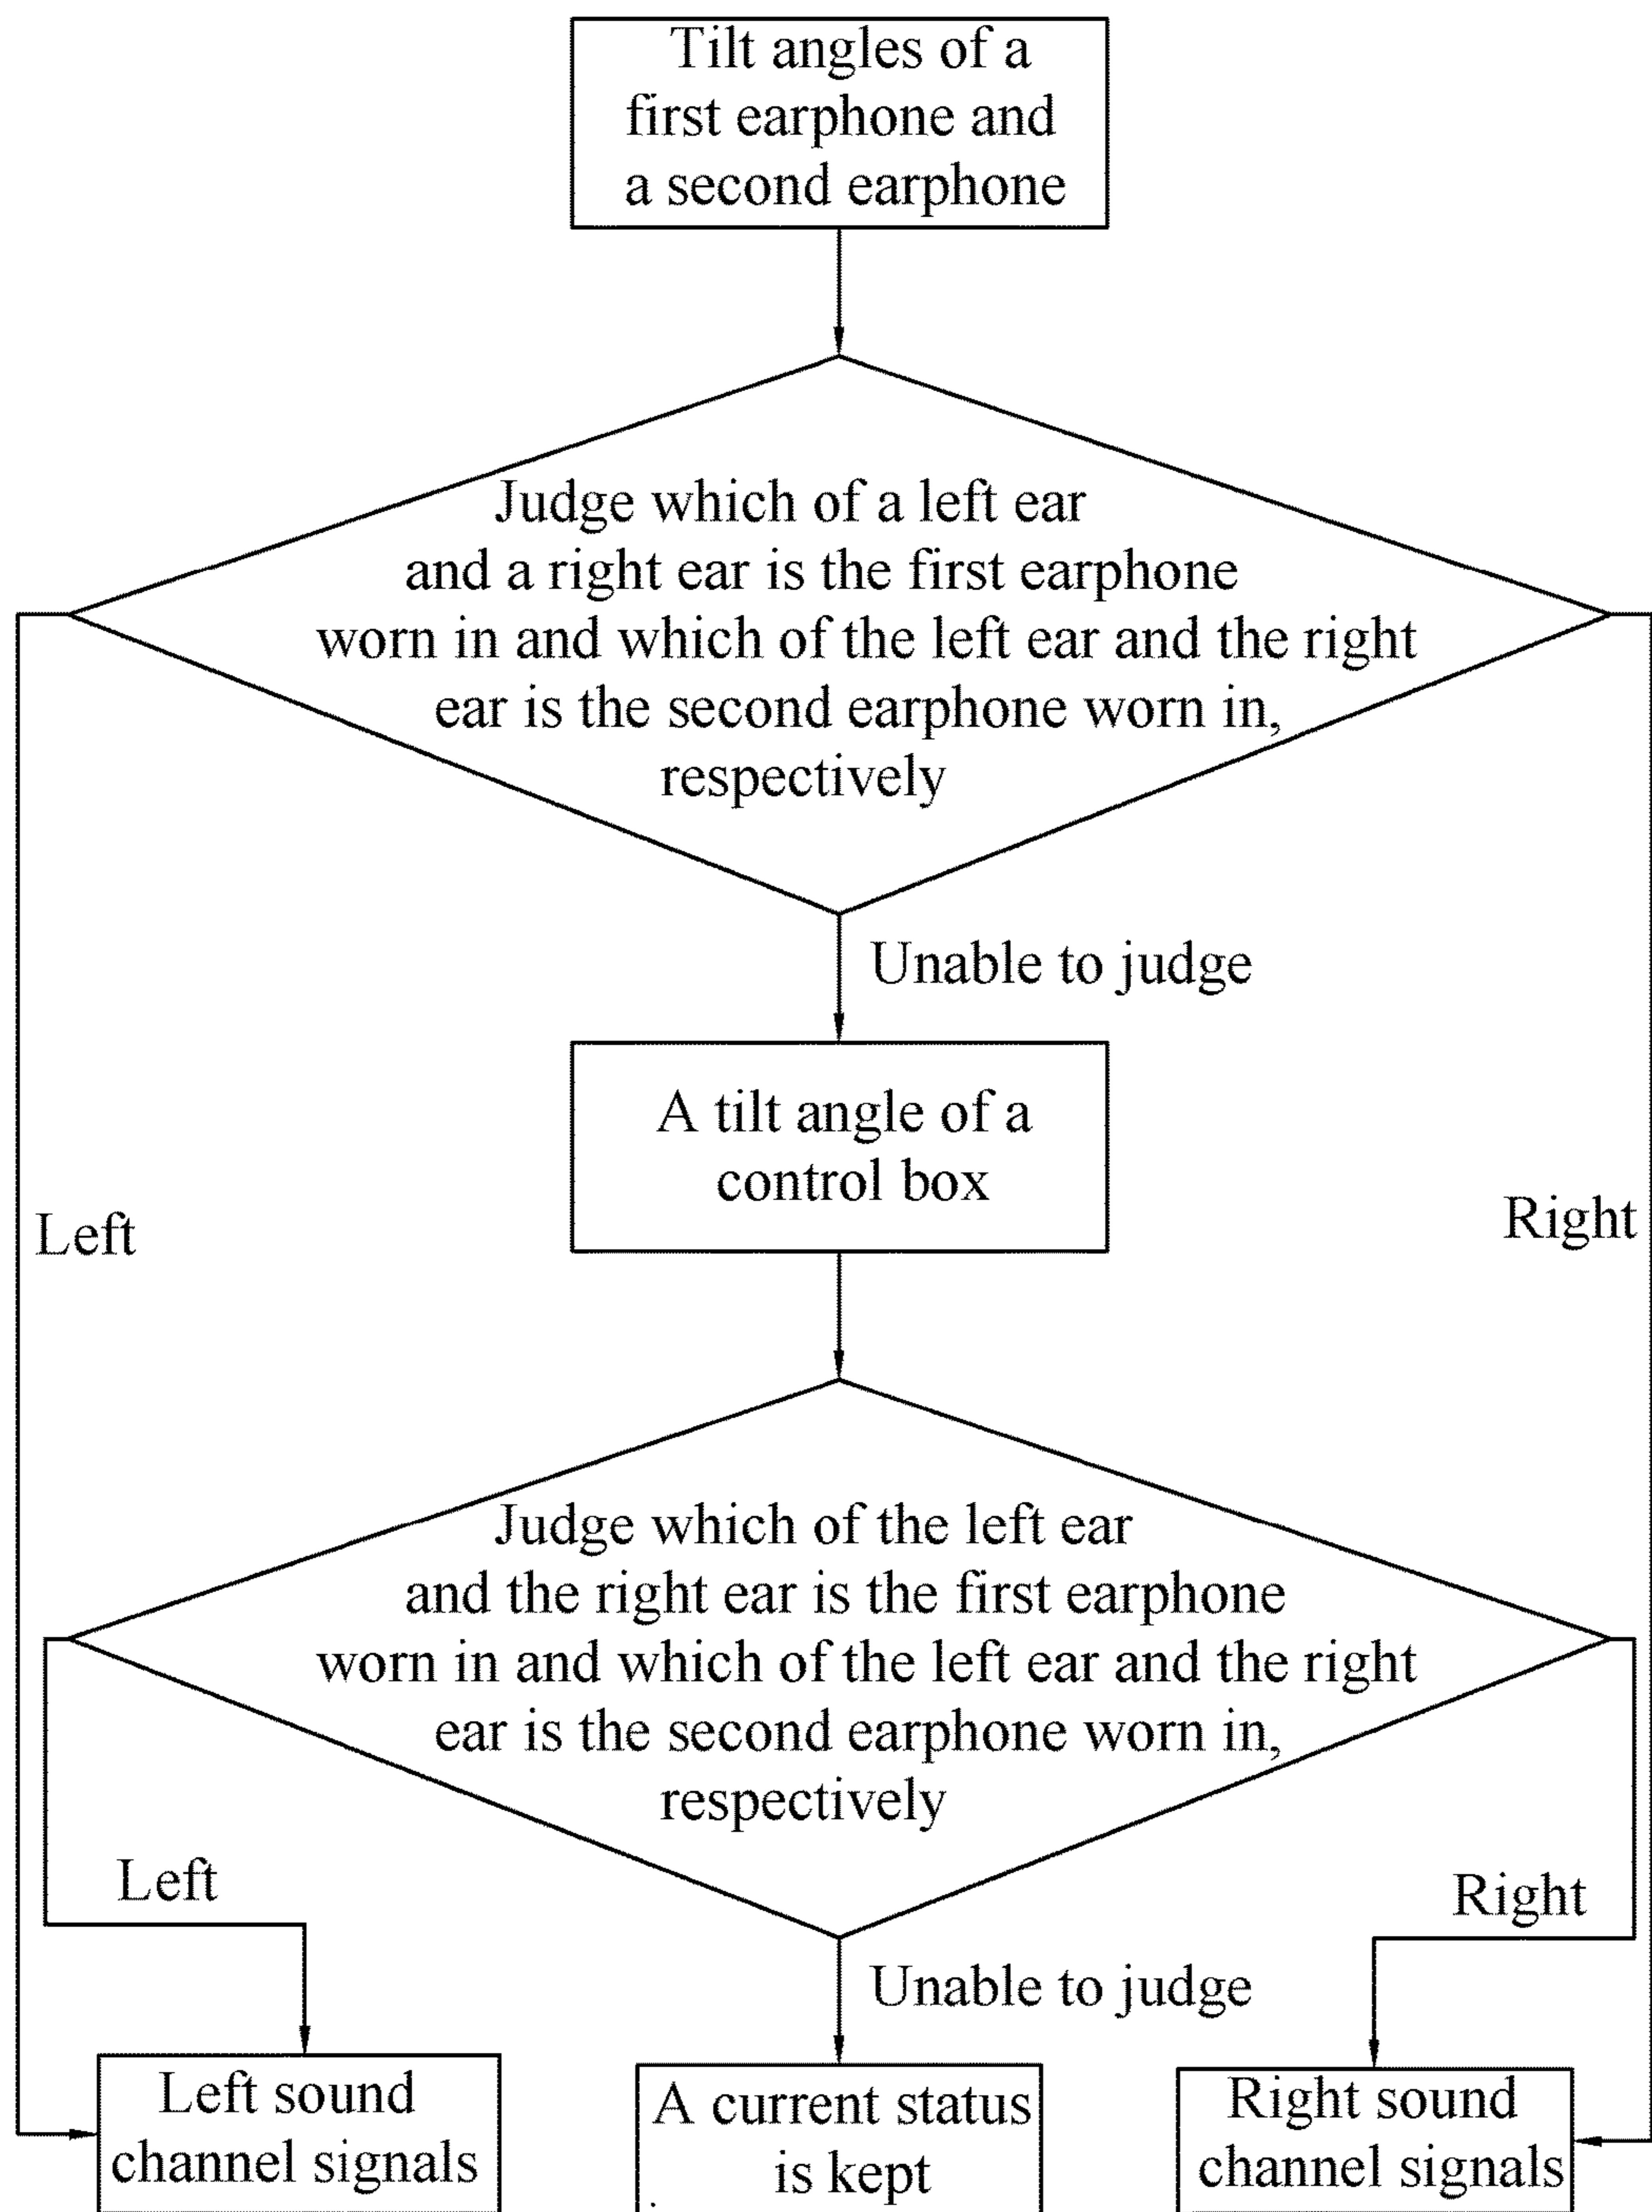 Tilt angles of a
first earphone and
a second earphone
Judge which of a left ear
and a right ear is the first earphone
worn in and which of the left ear and the right
ear is the second earphone worn in,
respectively
Unable to judge
A tilt angle of a
control box
Left
Right
Judge which of the left ear
and the right ear is the first earphone
worn in and which of the left ear and the right
ear is the second earphone worn in,
respectively
Left
Right
Unable to judge
Left sound
channel signals
A current status
is kept
Right sound
channel signals